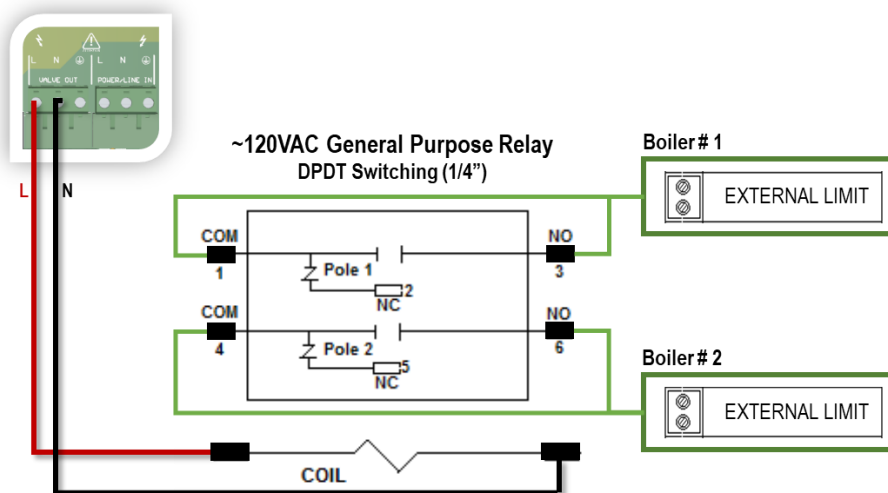 L N L N
VALVE OUT POWER/LINE IN
L N
~120VAC General Purpose Relay
DPDT Switching (1/4”)
Boiler # 1
EXTERNAL LIMIT
COM NO
1 Pole 1 3
2
NC
COM NO
4 Pole 2 6
5
NC
Boiler # 2
EXTERNAL LIMIT
COIL